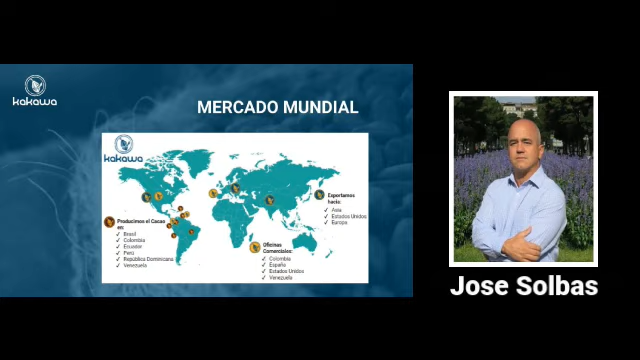 kakawa
MERCADO MUNDIAL
kakawa
Producimos el Cacao
en:
✓ Brasil
✓ Colombia
✓ Ecuador
✓ Perú
✓ República Dominicana
✓ Venezuela
Exportamos
hacia:
✓ Asia
✓ Estados Unidos
✓ Europa
Oficinas
Comerciales:
✓ Colombia
✓ España
✓ Estados Unidos
✓ Venezuela
Jose Solbas